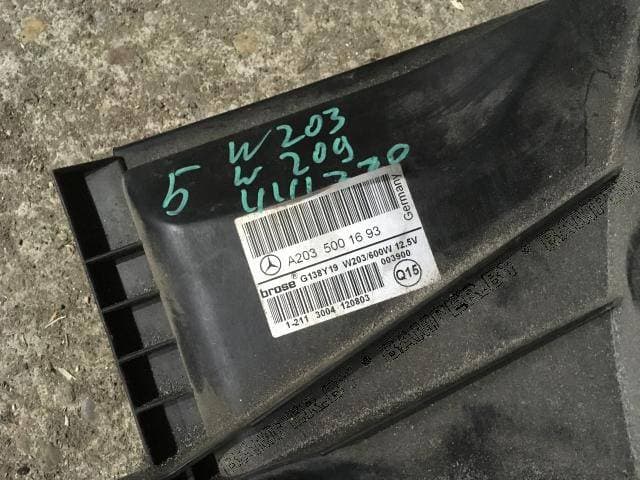 W203
5 W 209
A203 500 16 93
Germany
brose® G138Y19 W203/600W 12.5V
003900
Q15
1-211 3004 120803